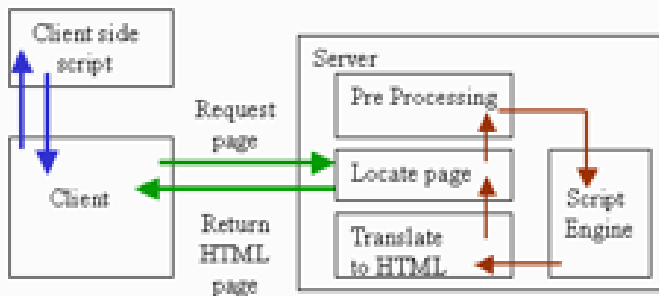 Client side
script
Client
Request
page
Return
HTML
page
Server
Pre Processing
Locate page
Translate
to HTML
Script
Engine